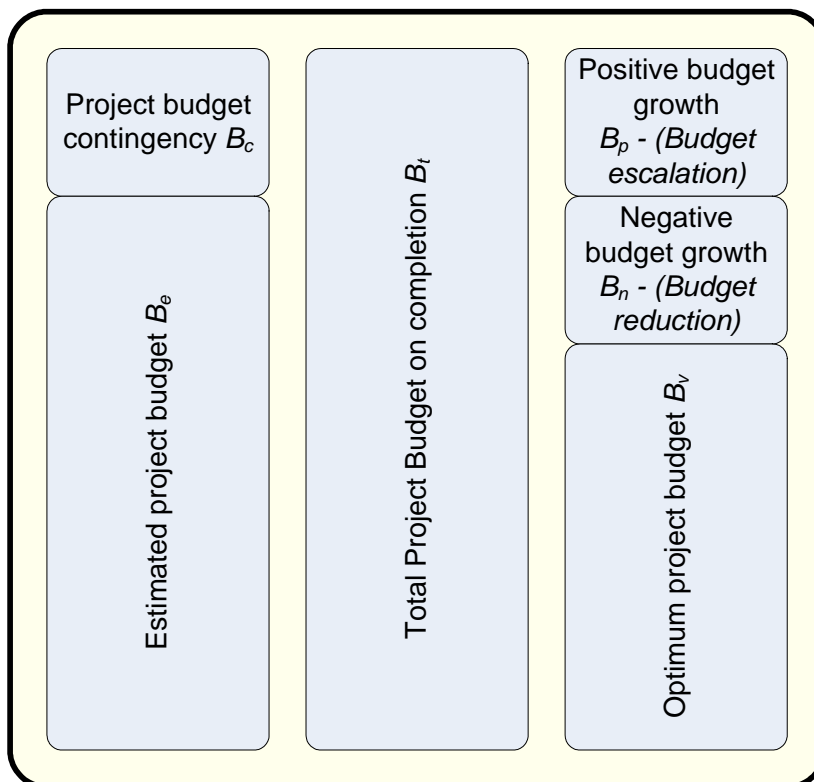 Project budget
contingency Bc
Estimated project budget Be
Total Project Budget on completion Bt
Positive budget
growth
Bp - (Budget
escalation)
Negative
budget growth
Bn - (Budget
reduction)
Optimum project budget Bv